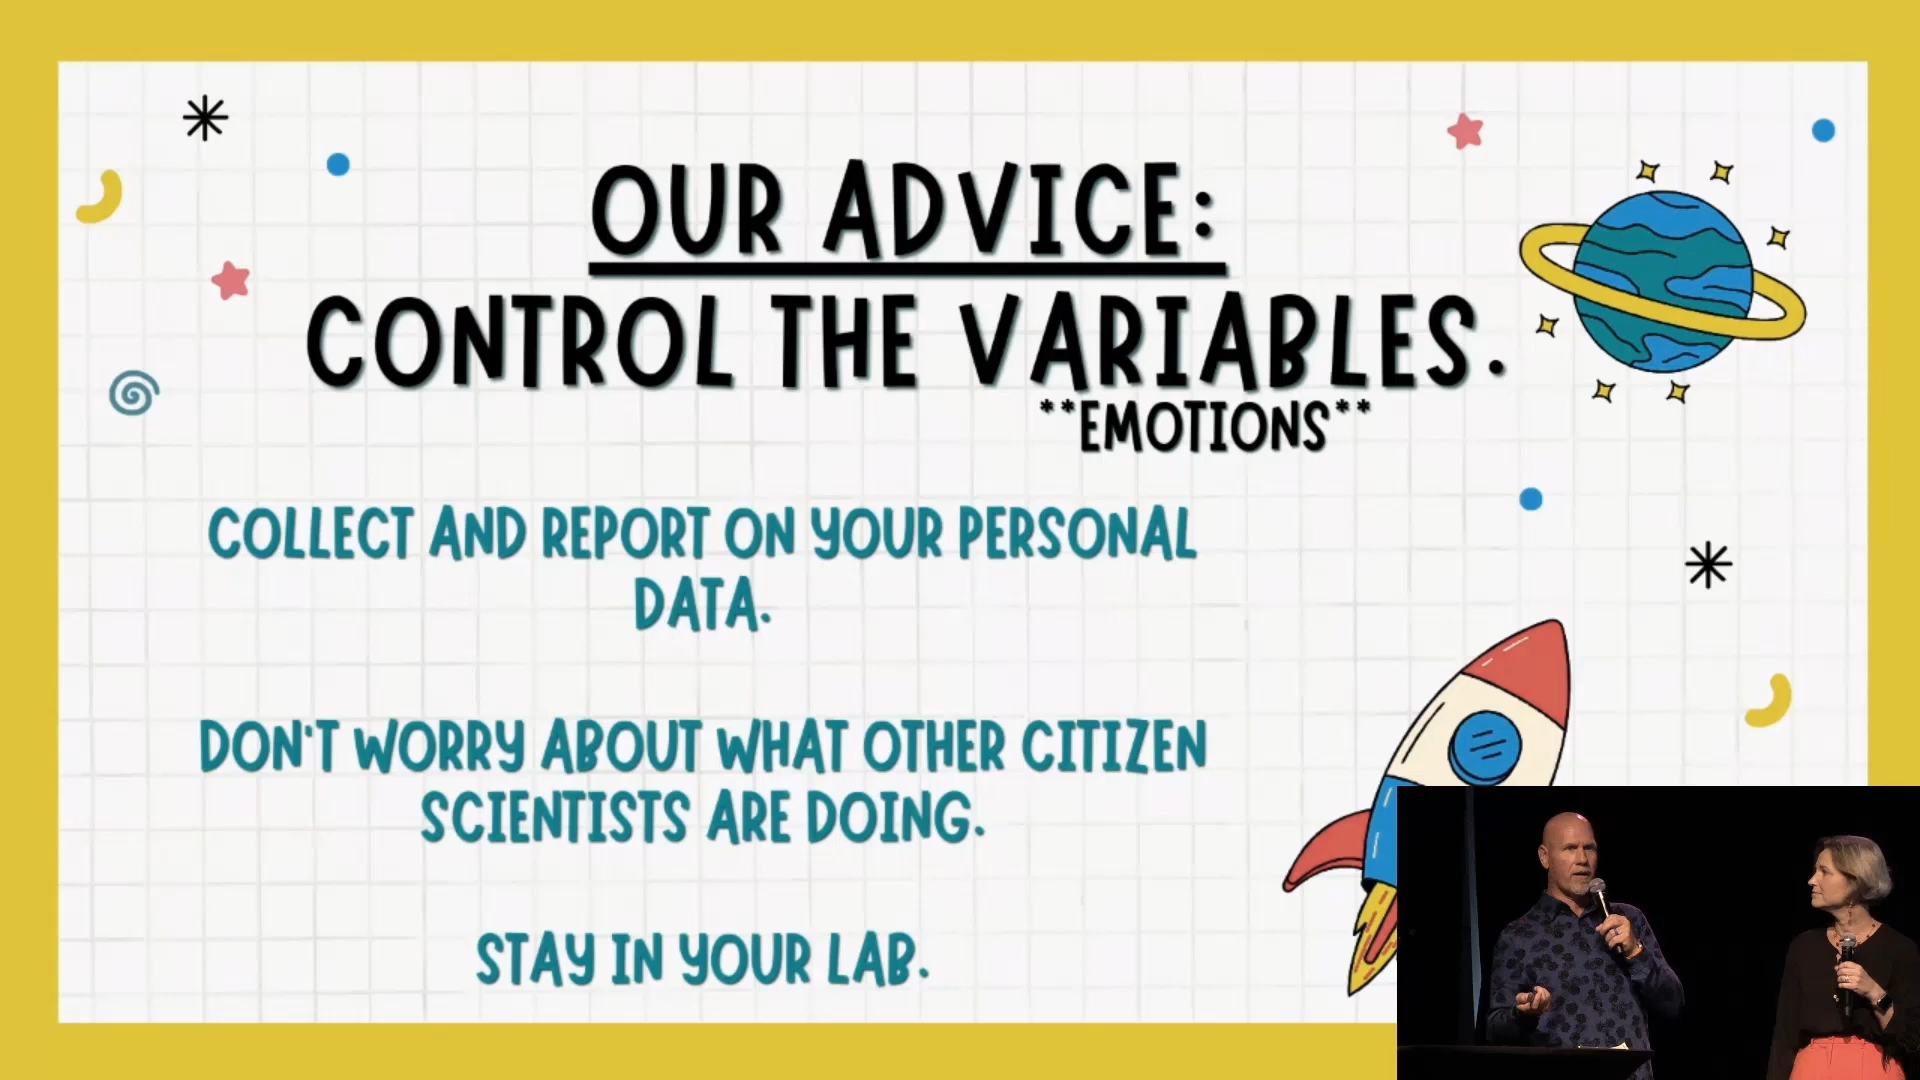 OUR ADVICE:
CONTROL THE VARIABLES.
**EMOTIONS**
COLLECT AND REPORT ON YOUR PERSONAL
DATA.
DON'T WORRY ABOUT WHAT OTHER CITIZEN
SCIENTISTS ARE DOING.
STAY IN YOUR LAB.